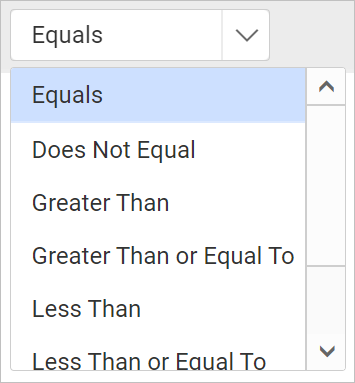 Equals
Equals
Does Not Equal
Greater Than
Greater Than or Equal To
Less Than
Less Than or Equal To